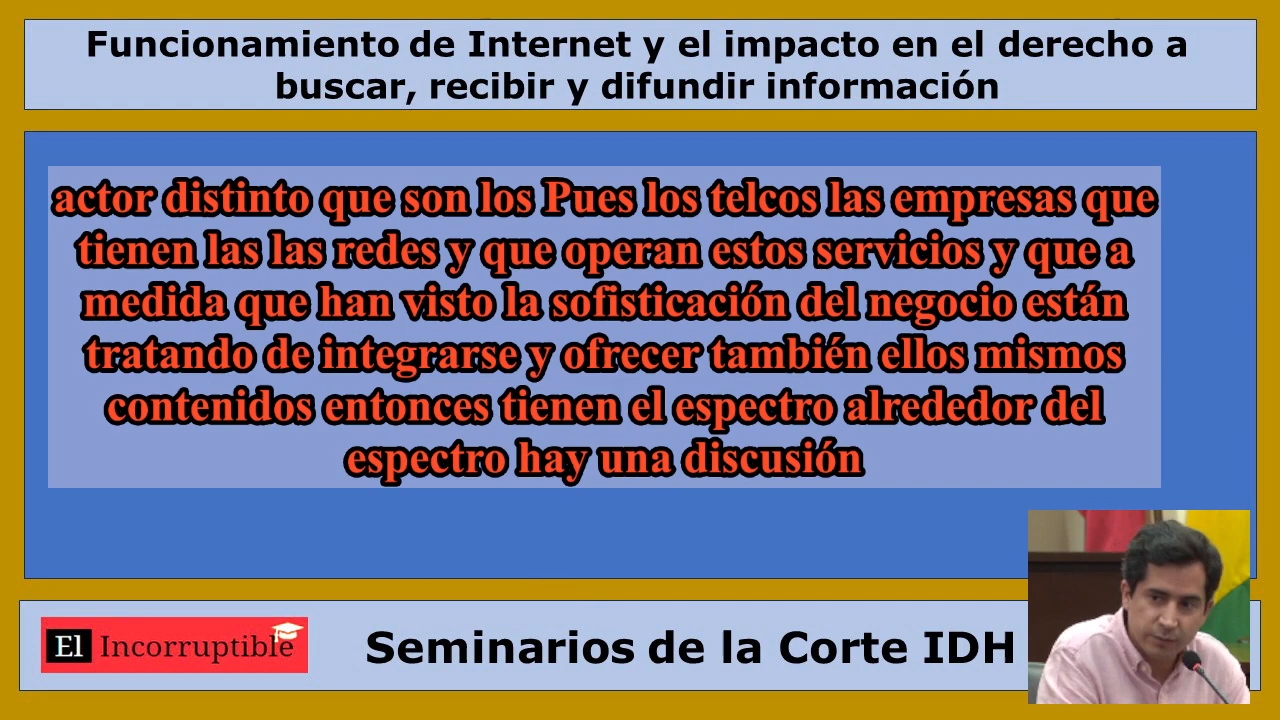 Funcionamiento de Internet y el impacto en el derecho a
buscar, recibir y difundir información
actor distinto que son los Pues los telcos las empresas que
tienen las las redes y que operan estos servicios y que a
medida que han visto la sofisticación del negocio están
tratando de integrarse y ofrecer también ellos mismos
contenidos entonces tienen el espectro alrededor del
espectro hay una discusión
El Incorruptible
Seminarios de la Corte IDH